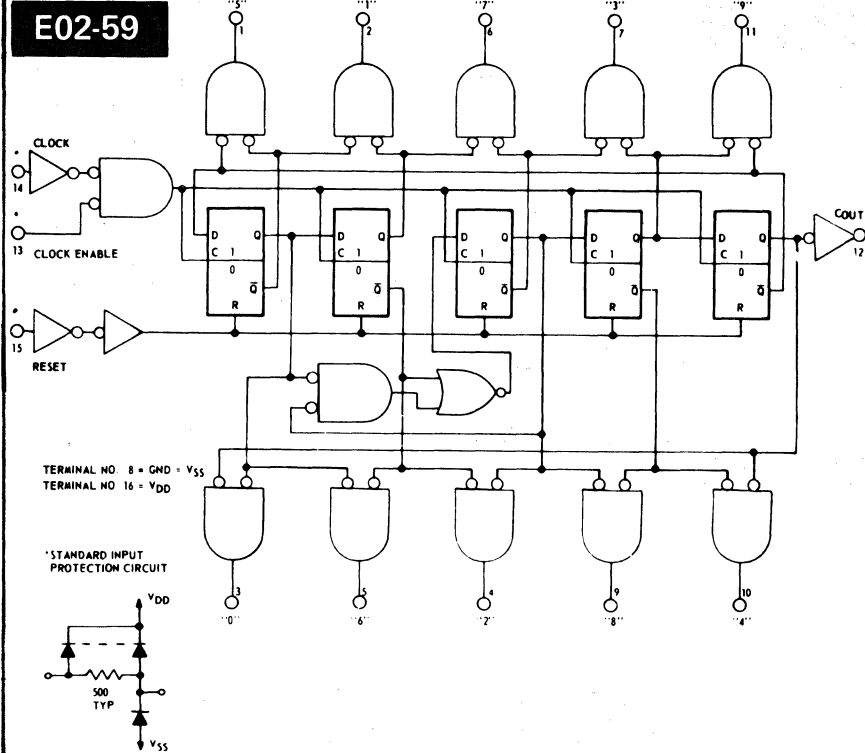 E02-59
"5" "1" "7" "3" "9"
1 2 6 7 11
CLOCK
* 14
* 13 CLOCK ENABLE
COUT
12
D Q D Q D Q D Q D Q
C 1 C 1 C 1 C 1 C 1
0 0 0 0 0
Q̅ Q̅ Q̅ Q̅ Q̅
R R R R R
* 15
RESET
TERMINAL NO. 8 = GND = VSS
TERMINAL NO 16 = VDD
*STANDARD INPUT
PROTECTION CIRCUIT
3 5 4 9 10
"0" "6" "2" "8" "4"
VDD
500
TYP
VSS